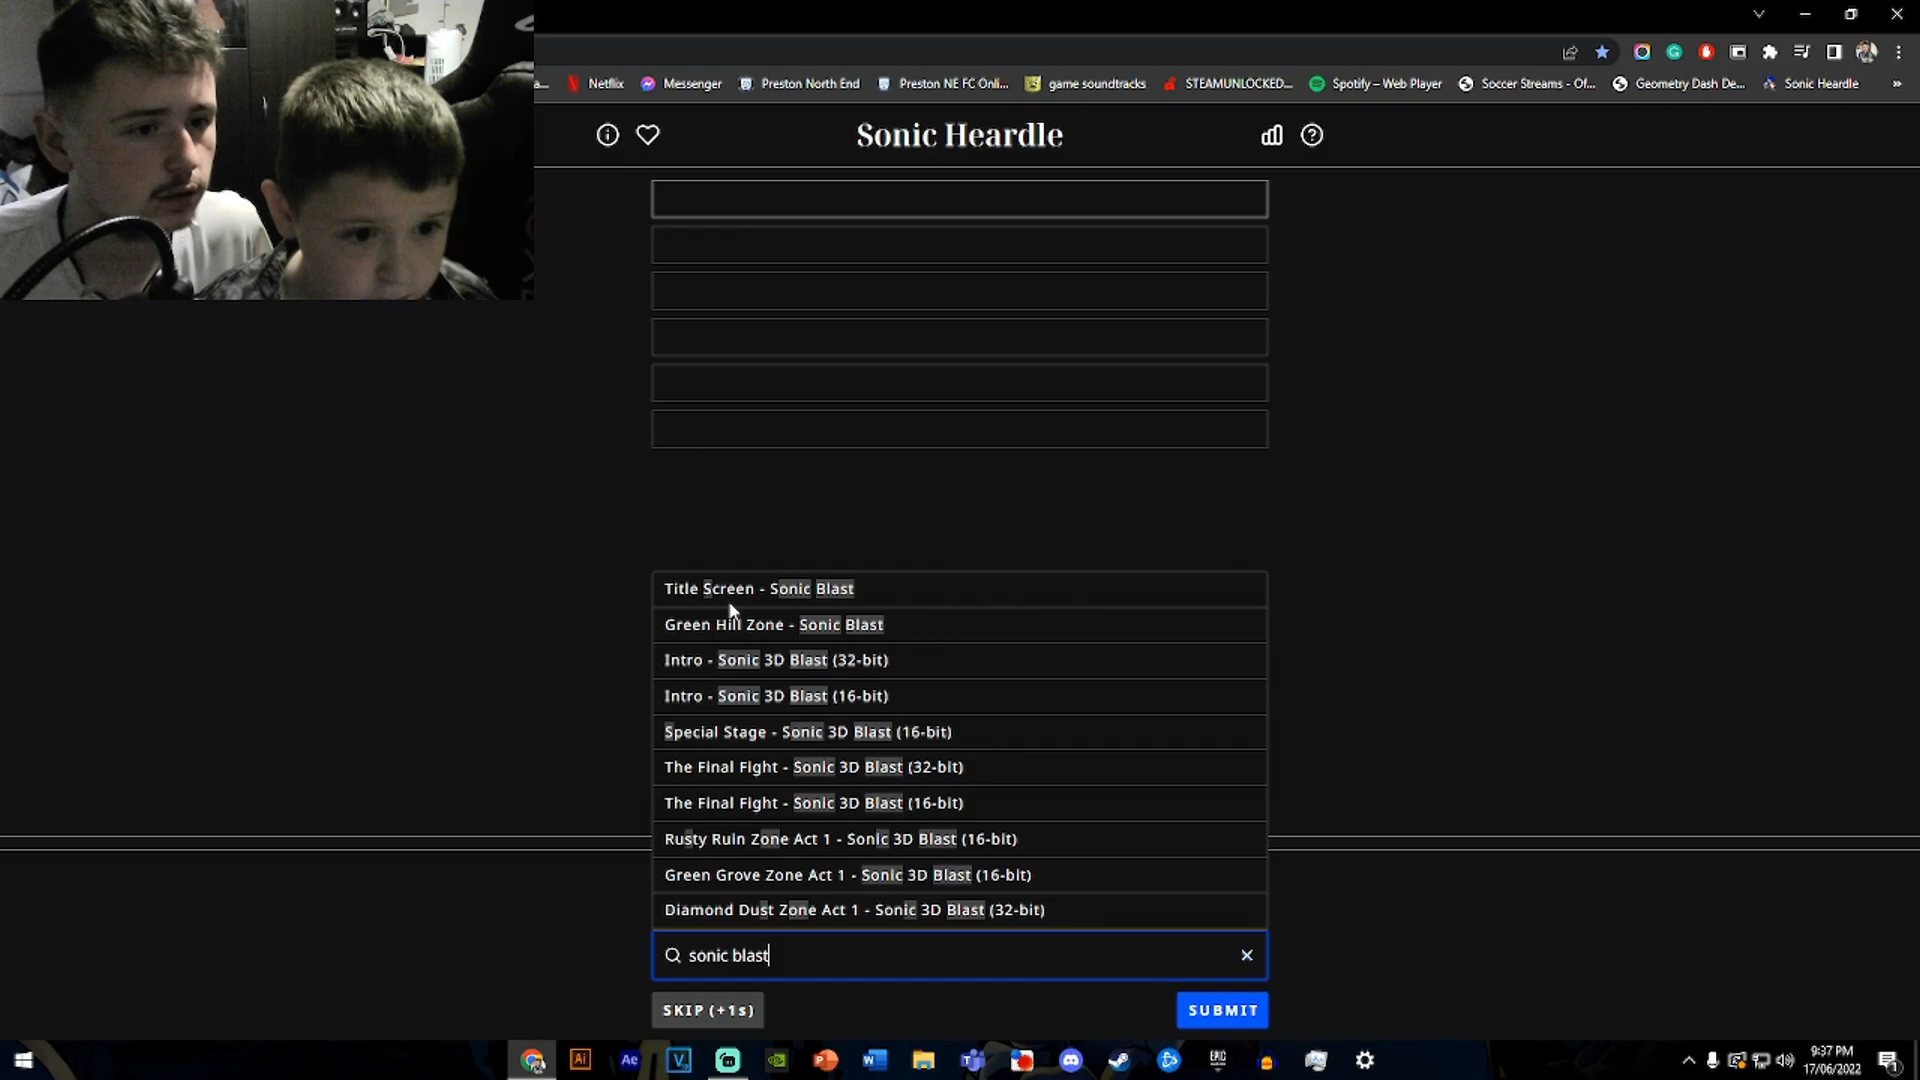 Netflix
Messenger
Preston North End
Preston NE FC Onli...
game soundtracks
STEAMUNLOCKED...
Spotify – Web Player
Soccer Streams - Of...
Geometry Dash De...
Sonic Heardle
»
Sonic Heardle
Title Screen - Sonic Blast
Green Hill Zone - Sonic Blast
Intro - Sonic 3D Blast (32-bit)
Intro - Sonic 3D Blast (16-bit)
Special Stage - Sonic 3D Blast (16-bit)
The Final Fight - Sonic 3D Blast (32-bit)
The Final Fight - Sonic 3D Blast (16-bit)
Rusty Ruin Zone Act 1 - Sonic 3D Blast (16-bit)
Green Grove Zone Act 1 - Sonic 3D Blast (16-bit)
Diamond Dust Zone Act 1 - Sonic 3D Blast (32-bit)
sonic blast
SKIP (+1s)
SUBMIT
Ai
Ae
V
P
W
EPIC
9:37 PM
17/06/2022
1